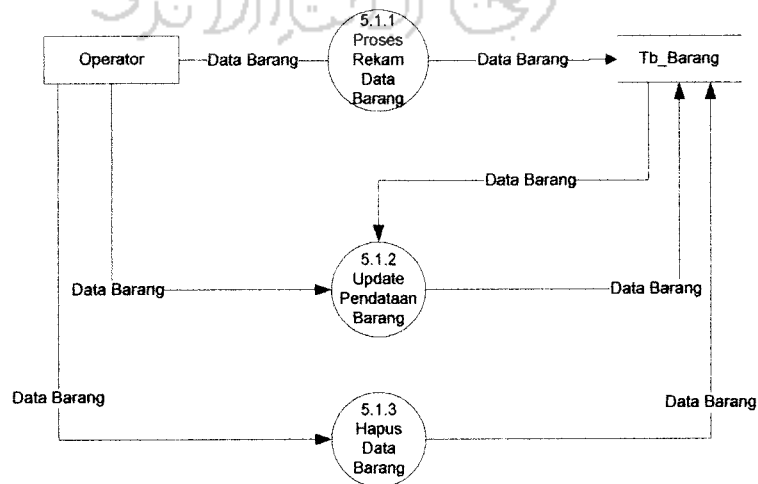 5.1.1
Proses
Rekam
Data
Barang
Operator
Data Barang
Data Barang
Tb_Barang
Data Barang
5.1.2
Update
Pendataan
Barang
Data Barang
Data Barang
Data Barang
Data Barang
5.1.3
Hapus
Data
Barang